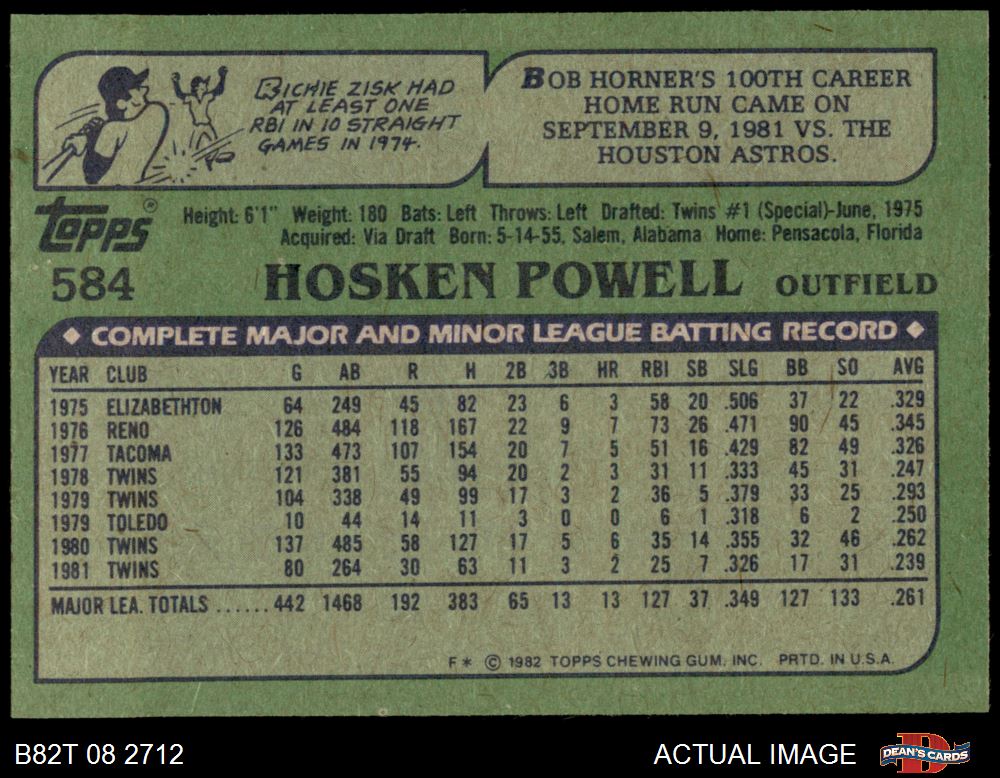 RICHIE ZISK HAD
AT LEAST ONE
RBI IN 10 STRAIGHT
GAMES IN 1974.
BOB HORNER'S 100TH CAREER
HOME RUN CAME ON
SEPTEMBER 9, 1981 VS. THE
HOUSTON ASTROS.
TOPPS®
Height: 6'1" Weight: 180 Bats: Left Throws: Left Drafted: Twins #1 (Special)-June, 1975
Acquired: Via Draft Born: 5-14-55, Salem, Alabama Home: Pensacola, Florida
584 HOSKEN POWELL OUTFIELD
◆ COMPLETE MAJOR AND MINOR LEAGUE BATTING RECORD ◆
YEAR CLUB G AB R H 2B 3B HR RBI SB SLG BB SO AVG
1975 ELIZABETHTON 64 249 45 82 23 6 3 58 20 .506 37 22 .329
1976 RENO 126 484 118 167 22 9 7 73 26 .471 90 45 .345
1977 TACOMA 133 473 107 154 20 7 5 51 16 .429 82 49 .326
1978 TWINS 121 381 55 94 20 2 3 31 11 .333 45 31 .247
1979 TWINS 104 338 49 99 17 3 2 36 5 .379 33 25 .293
1979 TOLEDO 10 44 14 11 3 0 0 6 1 .318 6 2 .250
1980 TWINS 137 485 58 127 17 5 6 35 14 .355 32 46 .262
1981 TWINS 80 264 30 63 11 3 2 25 7 .326 17 31 .239
MAJOR LEA. TOTALS ...... 442 1468 192 383 65 13 13 127 37 .349 127 133 .261
F* © 1982 TOPPS CHEWING GUM, INC. PRTD. IN U.S.A.
B82T 08 2712 ACTUAL IMAGE D DEAN'S CARDS